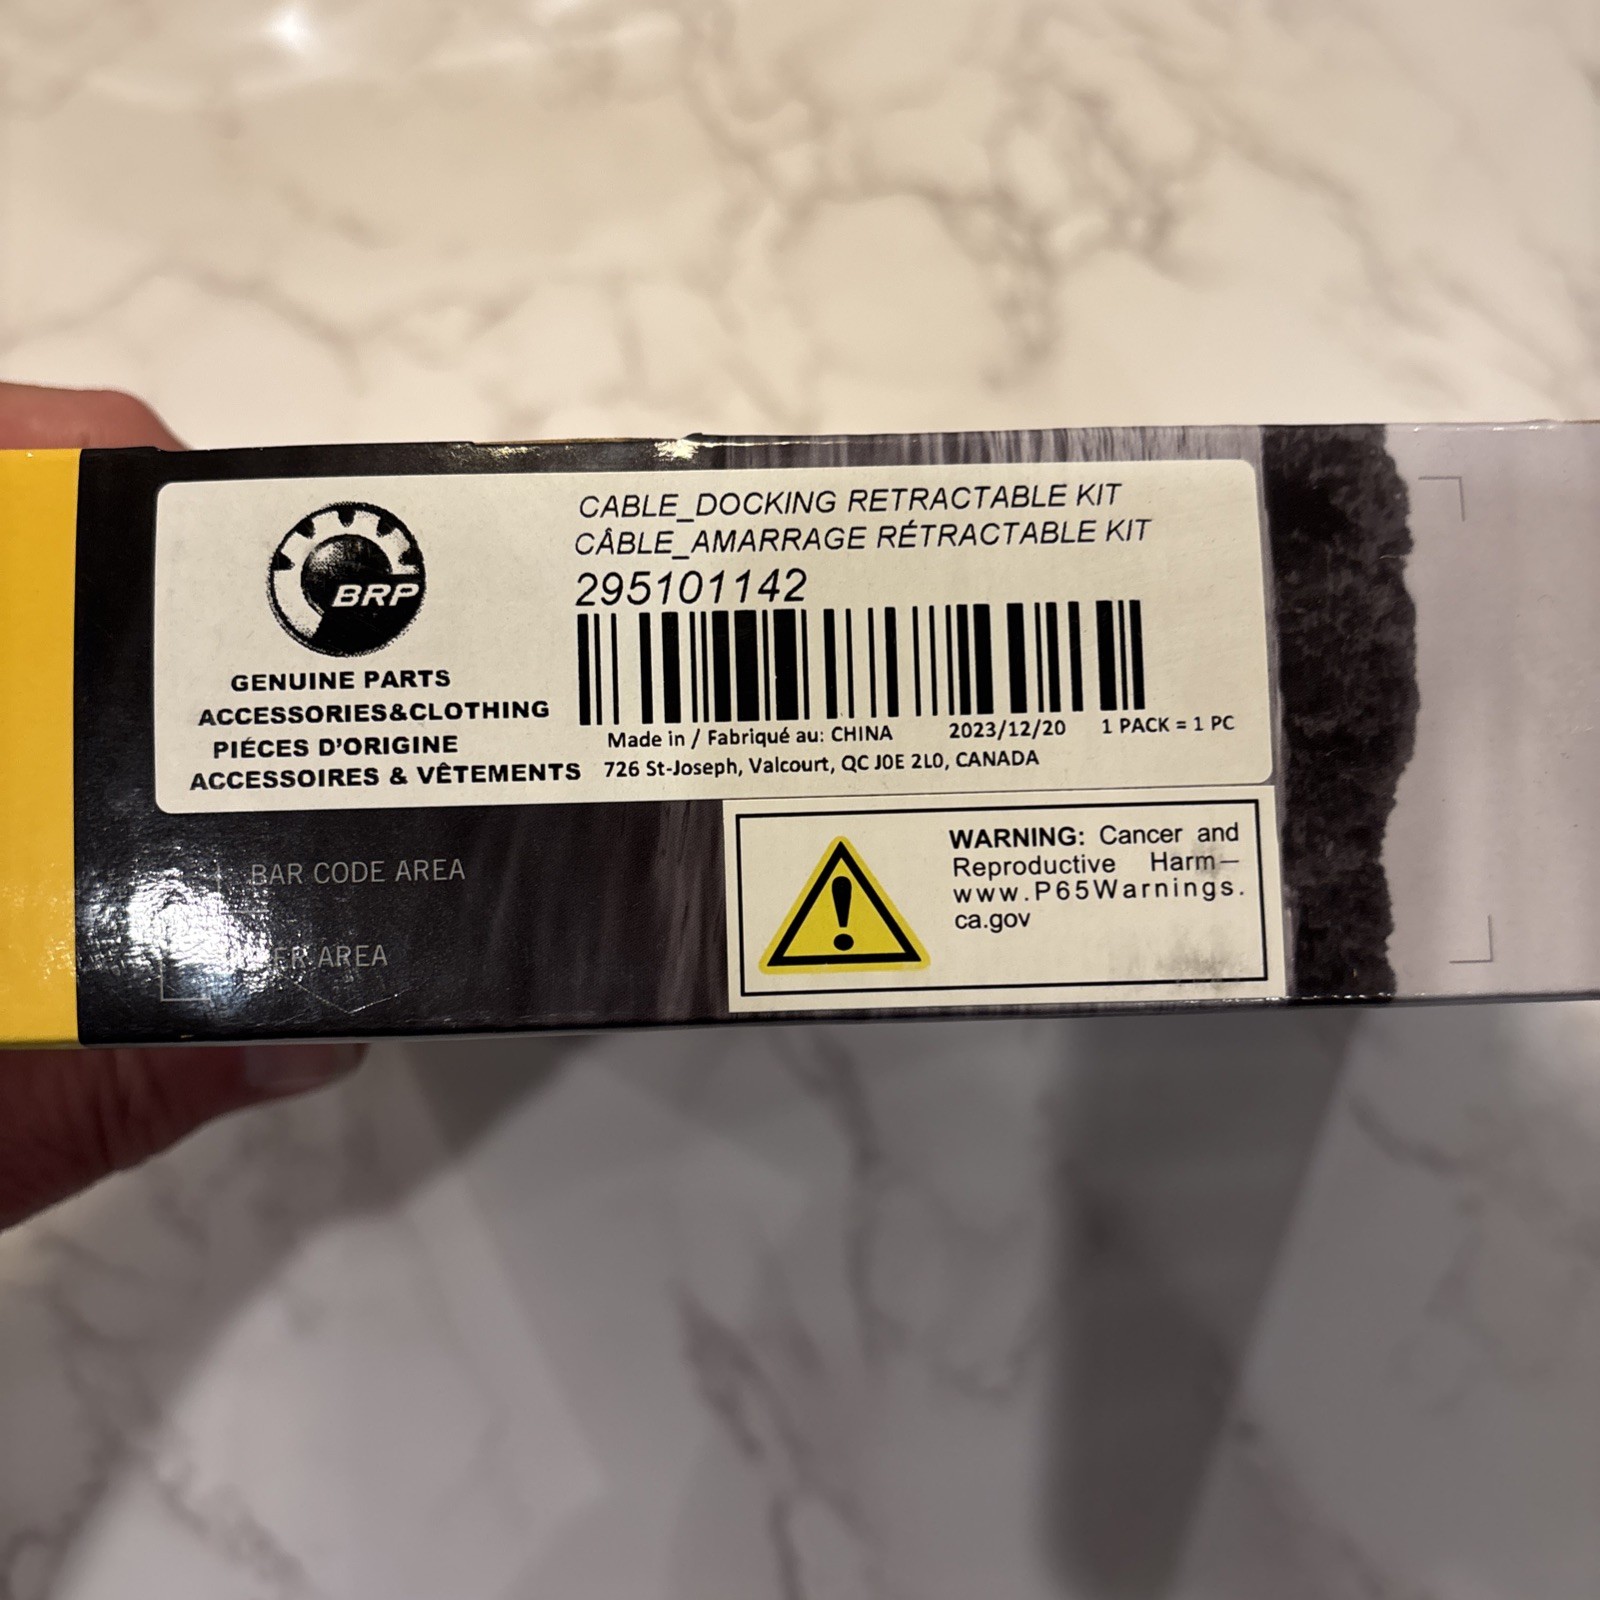 BRP
GENUINE PARTS
ACCESSORIES&CLOTHING
PIÉCES D'ORIGINE
ACCESSOIRES & VÊTEMENTS
CABLE_DOCKING RETRACTABLE KIT
CÂBLE_AMARRAGE RÉTRACTABLE KIT
295101142
Made in / Fabriqué au: CHINA 2023/12/20 1 PACK = 1 PC
726 St-Joseph, Valcourt, QC J0E 2L0, CANADA
BAR CODE AREA
AREA
WARNING: Cancer and
Reproductive Harm—
www.P65Warnings.
ca.gov